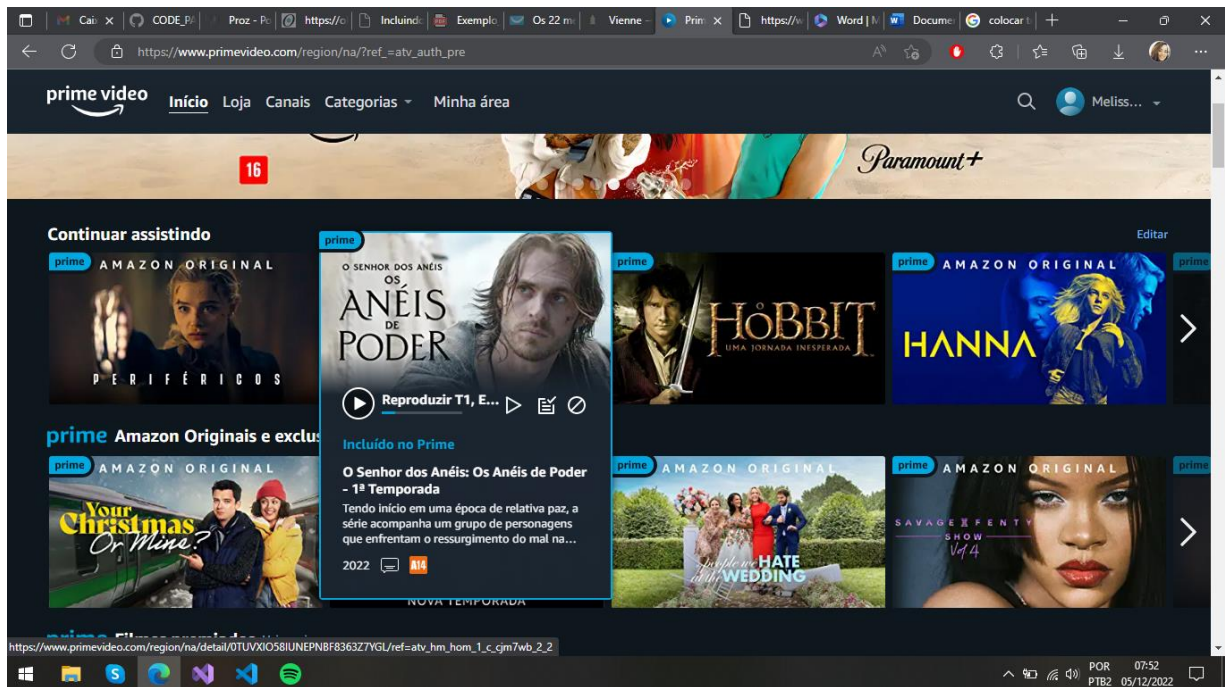 Caix
CODE_PA
Proz - Po
https://o
Incluindo
Exemplo
Os 22 m
Vienne -
Prim
https://w
Word | M
Docume
colocar t
https://www.primevideo.com/region/na/?ref_=atv_auth_pre
prime video
Início Loja Canais Categorias Minha área
Meliss...
16
Paramount+
Continuar assistindo
Editar
prime
AMAZON ORIGINAL
PERIFÉRICOS
prime
O SENHOR DOS ANÉIS
OS
ANÉIS
DE
PODER
Reproduzir T1, E...
Incluído no Prime
O Senhor dos Anéis: Os Anéis de Poder
- 1ª Temporada
Tendo início em uma época de relativa paz, a
série acompanha um grupo de personagens
que enfrentam o ressurgimento do mal na...
2022 A14
prime
O HOBBIT
UMA JORNADA INESPERADA
prime
AMAZON ORIGINAL
HANNA
prime
prime Amazon Originais e exclus
prime
AMAZON ORIGINAL
Your
Christmas
Or Mine?
NOVA TEMPORADA
prime
AMAZON ORIGINAL
the people we HATE
at the WEDDING
prime
AMAZON ORIGINAL
SAVAGE X FENTY
SHOW
Vol 4
prime
https://www.primevideo.com/region/na/detail/0TUVXIO58IUNEPNBF8363Z7YGL/ref=atv_hm_hom_1_c_cjm7wb_2_2
POR 07:52
PTB2 05/12/2022